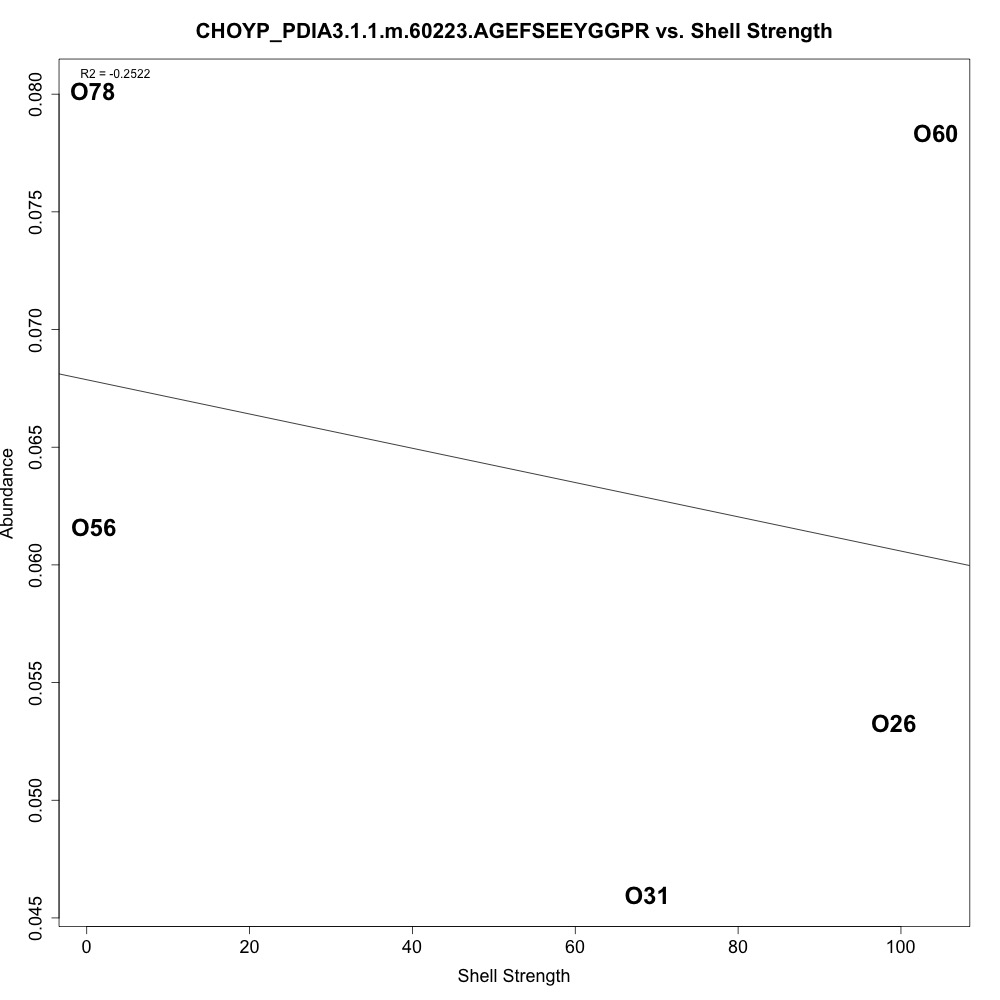 CHOYP_PDIA3.1.1.m.60223.AGEFSEEYGGPR vs. Shell Strength
R2 = -0.2522
O78
O60
O56
O26
O31
Abundance
0.080
0.075
0.070
0.065
0.060
0.055
0.050
0.045
0 20 40 60 80 100
Shell Strength